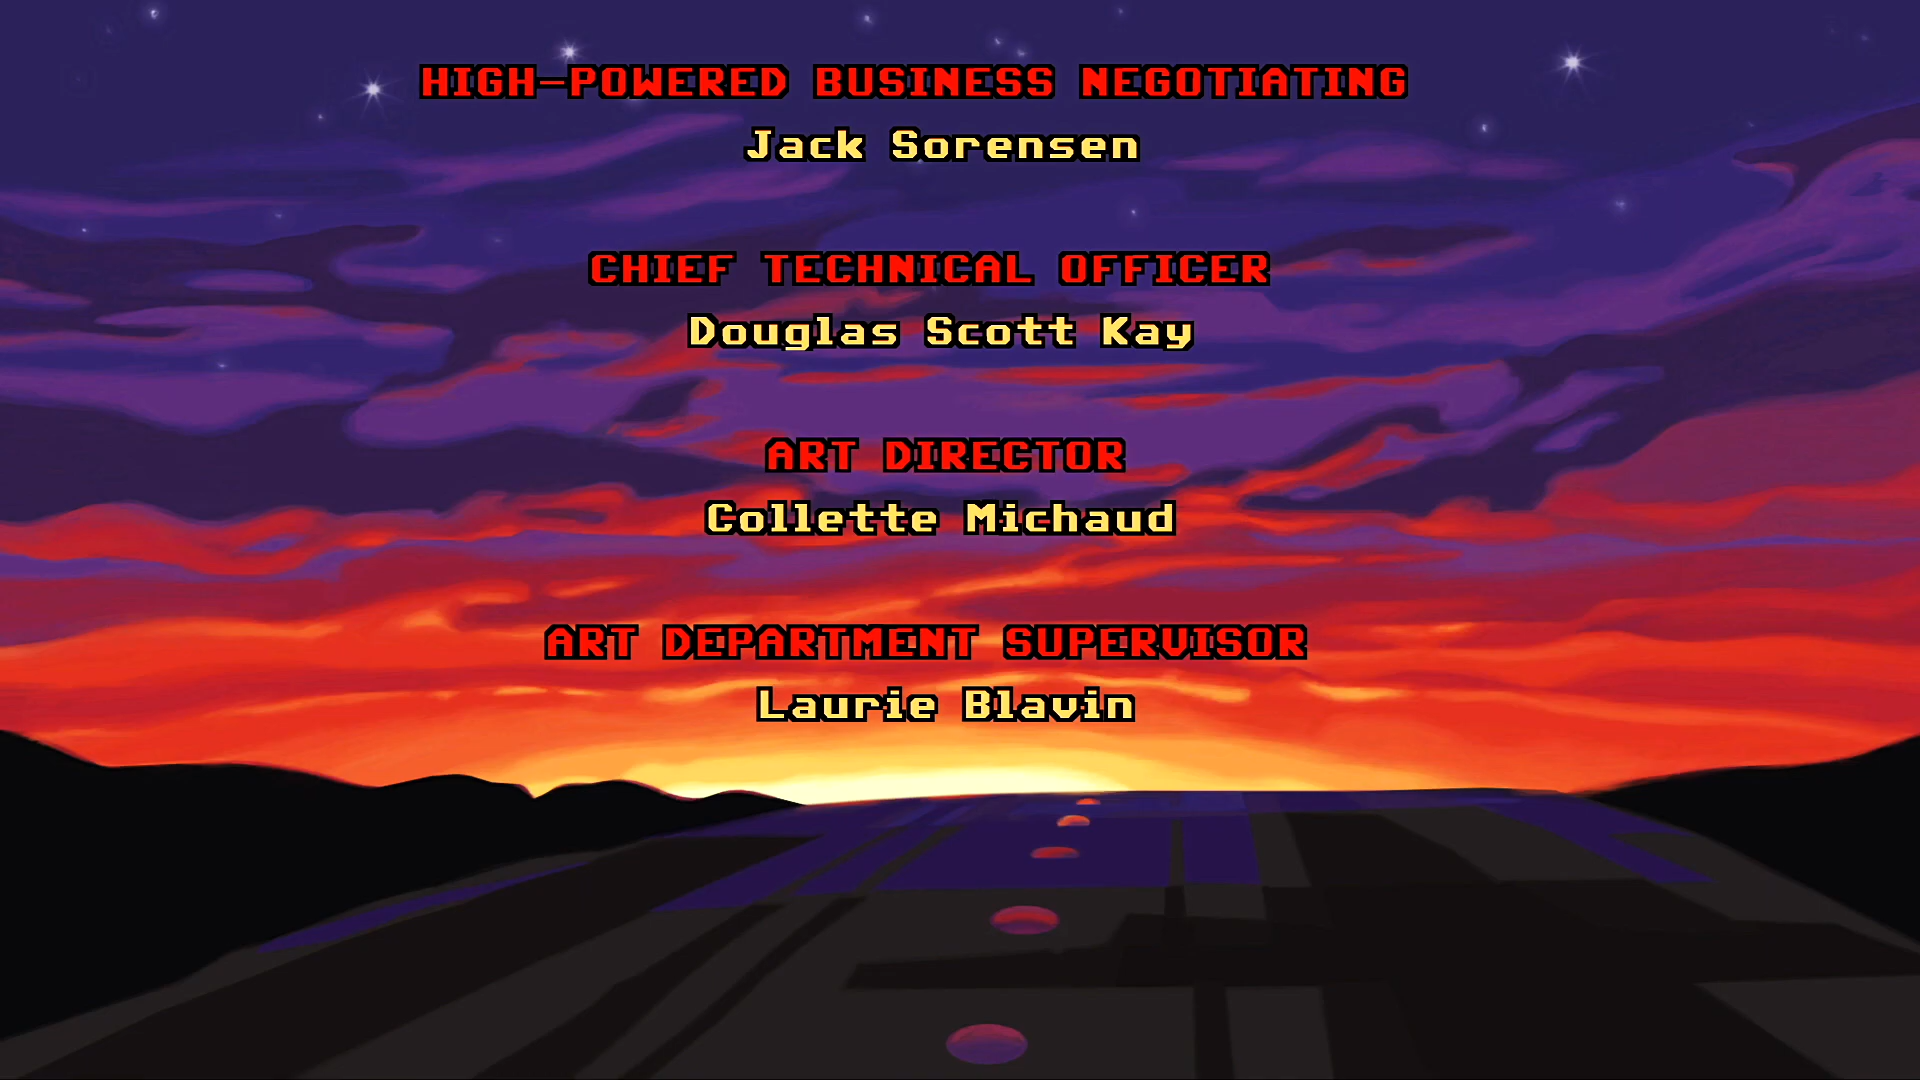 HIGH-POWERED BUSINESS NEGOTIATING
Jack Sorensen
CHIEF TECHNICAL OFFICER
Douglas Scott Kay
ART DIRECTOR
Collette Michaud
ART DEPARTMENT SUPERVISOR
Laurie Blavin